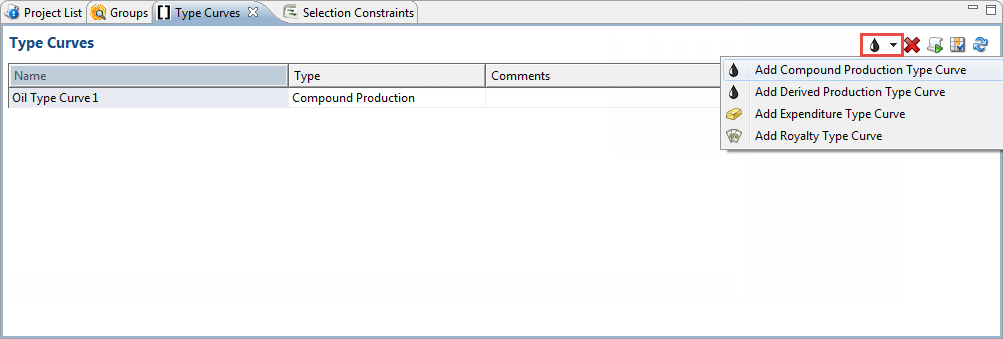 Project List Groups Type Curves Selection Constraints
Type Curves
Name Type Comments
Oil Type Curve 1 Compound Production
Add Compound Production Type Curve
Add Derived Production Type Curve
Add Expenditure Type Curve
Add Royalty Type Curve